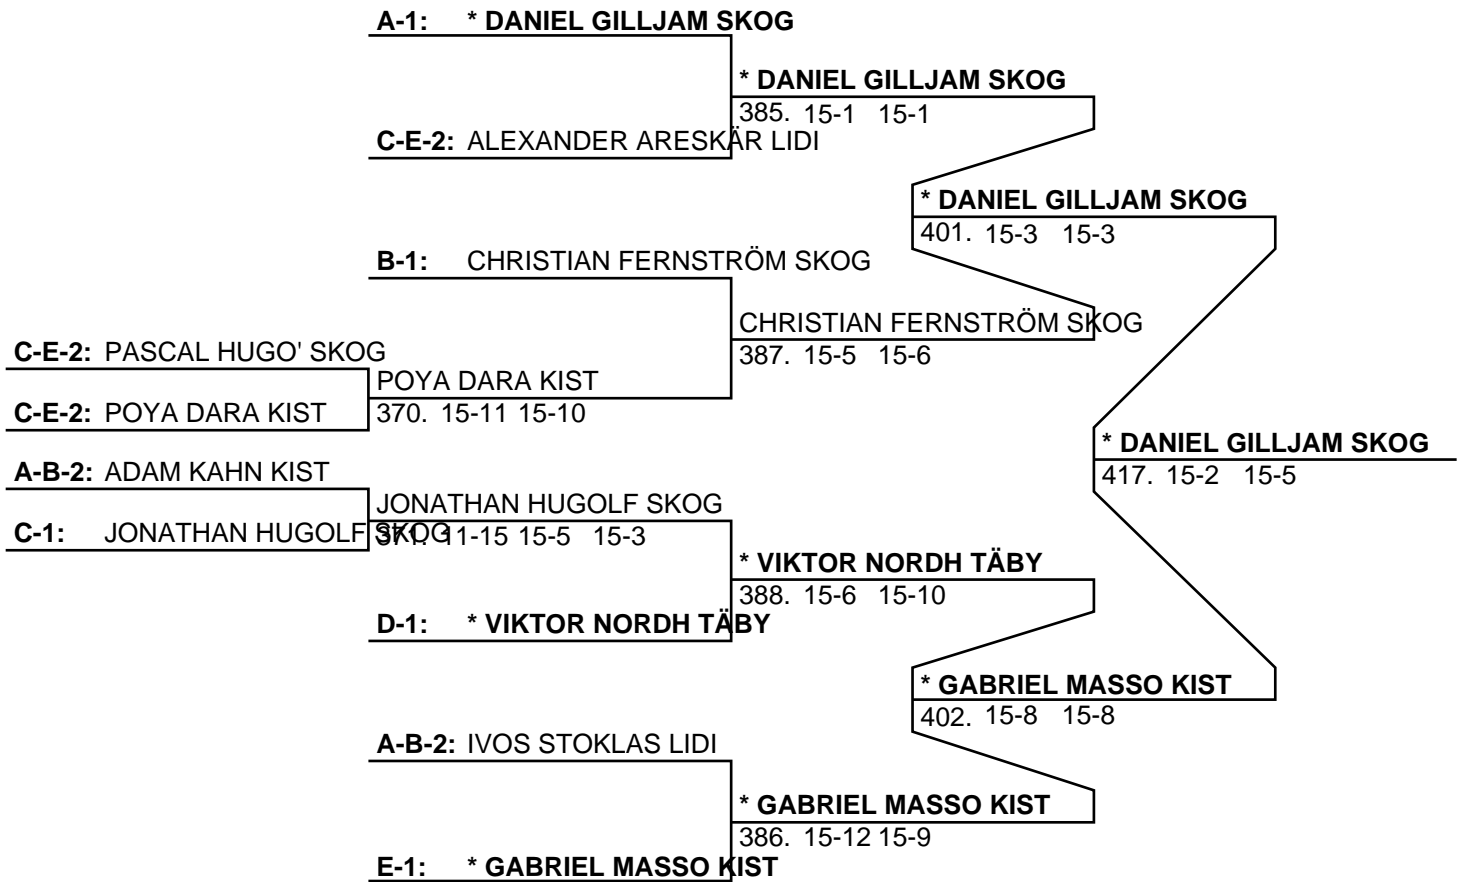 A-1: * DANIEL GILLJAM SKOG
* DANIEL GILLJAM SKOG
385. 15-1 15-1
C-E-2: ALEXANDER ARESKÄR LIDI
* DANIEL GILLJAM SKOG
401. 15-3 15-3
B-1: CHRISTIAN FERNSTRÖM SKOG
CHRISTIAN FERNSTRÖM SKOG
387. 15-5 15-6
C-E-2: PASCAL HUGO' SKOG
POYA DARA KIST
370. 15-11 15-10
C-E-2: POYA DARA KIST
* DANIEL GILLJAM SKOG
417. 15-2 15-5
A-B-2: ADAM KAHN KIST
JONATHAN HUGOLF SKOG
371. 11-15 15-5 15-3
C-1: JONATHAN HUGOLF SKOG
* VIKTOR NORDH TÄBY
388. 15-6 15-10
D-1: * VIKTOR NORDH TÄBY
* GABRIEL MASSO KIST
402. 15-8 15-8
A-B-2: IVOS STOKLAS LIDI
* GABRIEL MASSO KIST
386. 15-12 15-9
E-1: * GABRIEL MASSO KIST